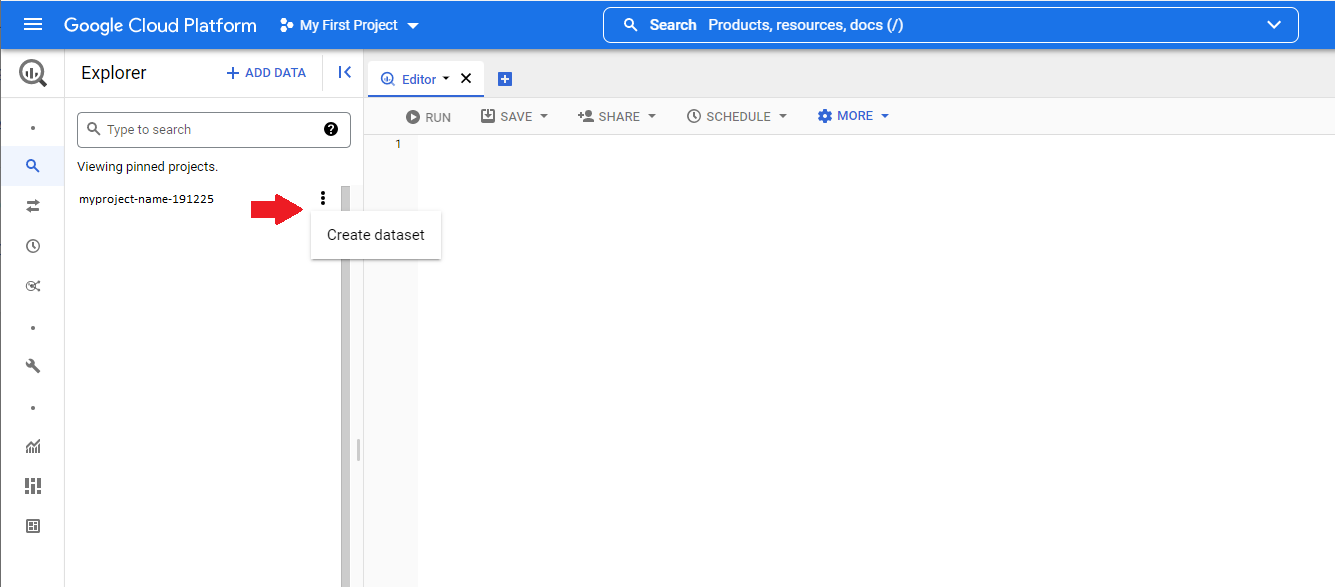 Google Cloud Platform
My First Project
Search Products, resources, docs (/)
Explorer
ADD DATA
Editor
RUN
SAVE
SHARE
SCHEDULE
MORE
Type to search
?
1
Viewing pinned projects.
myproject-name-191225
Create dataset